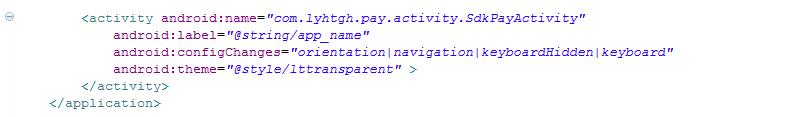 <activity android:name="com.lyhtgh.pay.activity.SdkPayActivity"
android:label="@string/app_name"
android:configChanges="orientation|navigation|keyboardHidden|keyboard"
android:theme="@style/lttransparent" >
</activity>
</application>